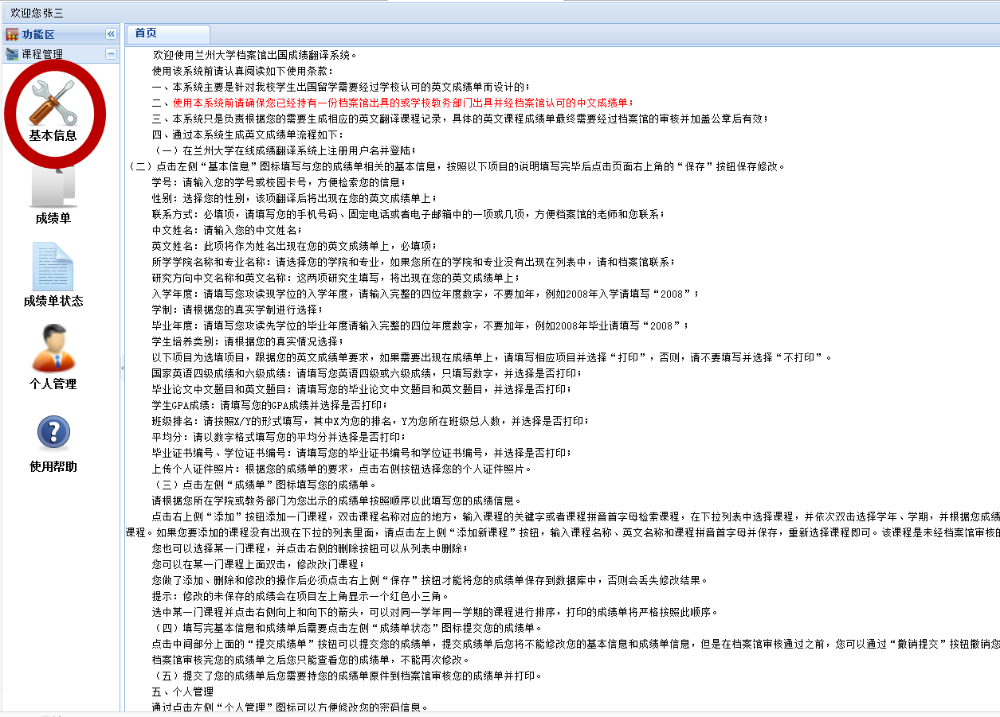 欢迎您张三
功能区
课程管理
基本信息
成绩单
成绩单状态
个人管理
使用帮助
首页
欢迎使用兰州大学档案馆出国成绩翻译系统。
使用该系统前请认真阅读如下使用条款：
一、本系统主要是针对我校学生出国留学需要经过学校认可的英文成绩单而设计的；
二、使用本系统前请确保您已经持有一份档案馆出具的或学校教务部门出具并经档案馆认可的中文成绩单；
三、本系统只是负责根据您的需要生成相应的英文翻译课程记录，具体的英文课程成绩单最终需要经过档案馆的审核并加盖公章后有效；
四、通过本系统生成英文成绩单流程如下：
（一）在兰州大学在线成绩翻译系统上注册用户名并登陆；
（二）点击左侧“基本信息”图标填写与您的成绩单相关的基本信息，按照以下项目的说明填写完毕后点击页面右上角的“保存”按钮保存修改。
学号：请输入您的学号或校园卡号，方便检索您的信息；
性别：选择您的性别，该项翻译后将出现在您的英文成绩单上；
联系方式：必填项，请填写您的手机号码、固定电话或者电子邮箱中的一项或几项，方便档案馆的老师和您联系；
中文姓名：请输入您的中文姓名；
英文姓名：此项将作为姓名出现在您的英文成绩单上，必填项；
所学学院名称和专业名称：请选择您的学院和专业，如果您所在的学院和专业没有出现在列表中，请和档案馆联系；
研究方向中文名称和英文名称：这两项研究生填写，将出现在您的英文成绩单上；
入学年度：请填写您攻读现学位的入学年度，请输入完整的四位年度数字，不要加年，例如2008年入学请填写“2008”；
学制：请根据您的真实学制进行选择；
毕业年度：请填写您攻读先学位的毕业年度请输入完整的四位年度数字，不要加年，例如2008年毕业请填写“2008”；
学生培养类别：请根据您的真实情况选择；
以下项目为选填项目，跟据您的英文成绩单要求，如果需要出现在成绩单上，请填写相应项目并选择“打印”，否则，请不要填写并选择“不打印”。
国家英语四级成绩和六级成绩：请填写您英语四级或六级成绩，只填写数字，并选择是否打印；
毕业论文中文题目和英文题目：请填写您的毕业论文中文题目和英文题目，并选择是否打印；
学生GPA成绩：请填写您的GPA成绩并选择是否打印；
班级排名：请按照X/Y的形式填写，其中X为您的排名，Y为您所在班级总人数，并选择是否打印；
平均分：请以数字格式填写您的平均分并选择是否打印；
毕业证书编号、学位证书编号：请填写您的毕业证书编号和学位证书编号，并选择是否打印；
上传个人证件照片：根据您的成绩单的要求，点击右侧按钮选择您的个人证件照片。
（三）点击左侧“成绩单”图标填写您的成绩单。
请根据您所在学院或教务部门为您出示的成绩单按照顺序以此填写您的成绩信息。
点击右上侧“添加”按钮添加一门课程，双击课程名称对应的地方，输入课程的关键字或者课程拼音首字母检索课程，在下拉列表中选择课程，并依次双击选择学年、学期，并根据您成绩
课程。如果您要添加的课程没有出现在下拉的列表里面，请点击左上侧“添加新课程”按钮，输入课程名称、英文名称和课程拼音首字母并保存，重新选择课程即可。该课程是未经档案馆审核的
您也可以选择某一门课程，并点击右侧的删除按钮可以从列表中删除；
您可以在某一门课程上面双击，修改改门课程；
您做了添加、删除和修改的操作后必须点击右上侧“保存”按钮才能将您的成绩单保存到数据库中，否则会丢失修改结果。
提示：修改的未保存的成绩会在项目左上角显示一个红色小三角。
选中某一门课程并点击右侧向上和向下的箭头，可以对同一学年同一学期的课程进行排序，打印的成绩单将严格按照此顺序。
（四）填写完基本信息和成绩单后需要点击左侧“成绩单状态”图标提交您的成绩单。
点击中间部分上面的“提交成绩单”按钮可以提交您的成绩单，提交成绩单后您将不能修改您的基本信息和成绩单信息，但是在档案馆审核通过之前，您可以通过“撤销提交”按钮撤销您
档案馆审核完您的成绩单之后您只能查看您的成绩单，不能再次修改。
（五）提交了您的成绩单后您需要持您的成绩单原件到档案馆审核您的成绩单并打印。
五、个人管理
通过点击左侧“个人管理”图标可以方便修改您的密码信息。